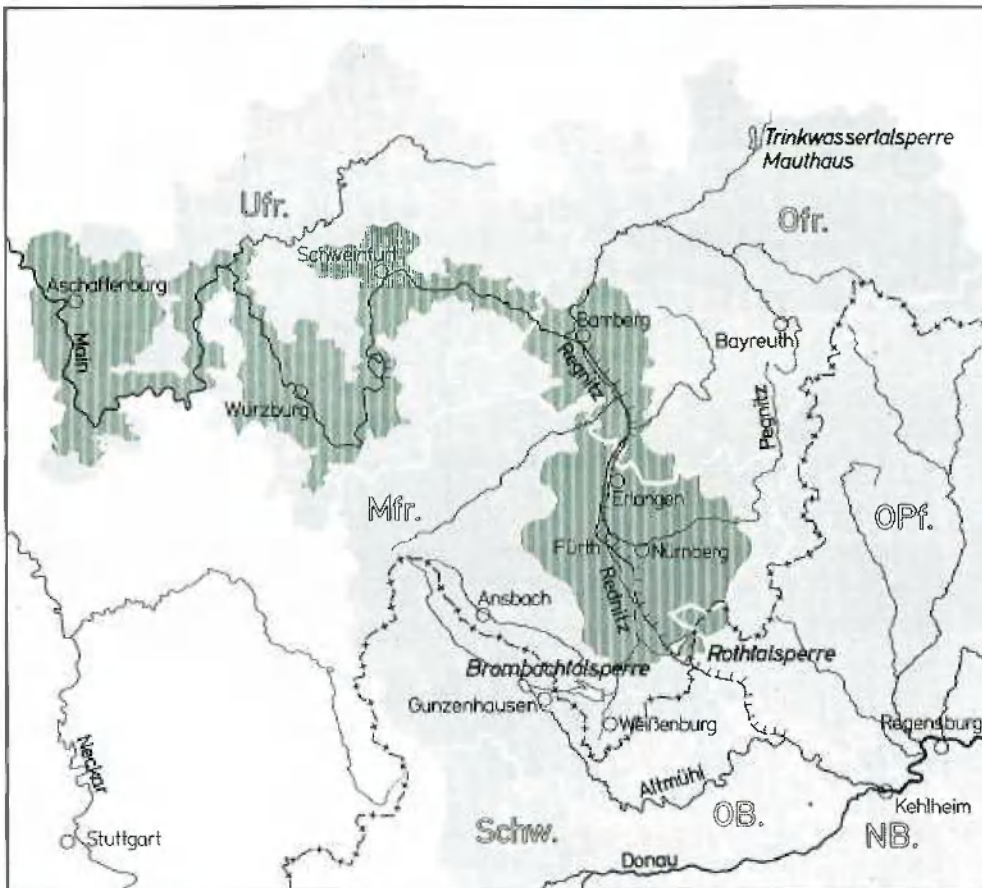 Trinkwassertalsperre
Mauthaus
Ufr.
Ofr.
Schweinfurt
Aschaffenburg
Main
Bamberg
Bayreuth
Regnitz
Würzburg
Pegnitz
Mfr.
Erlangen
OPf.
Fürth
Nürnberg
Rednitz
Ansbach
Brombachtalsperre
Rothtalsperre
Gunzenhausen
Weißenburg
Regensburg
Neckar
Altmühl
Kehlheim
OB.
NB.
Stuttgart
Schw.
Donau